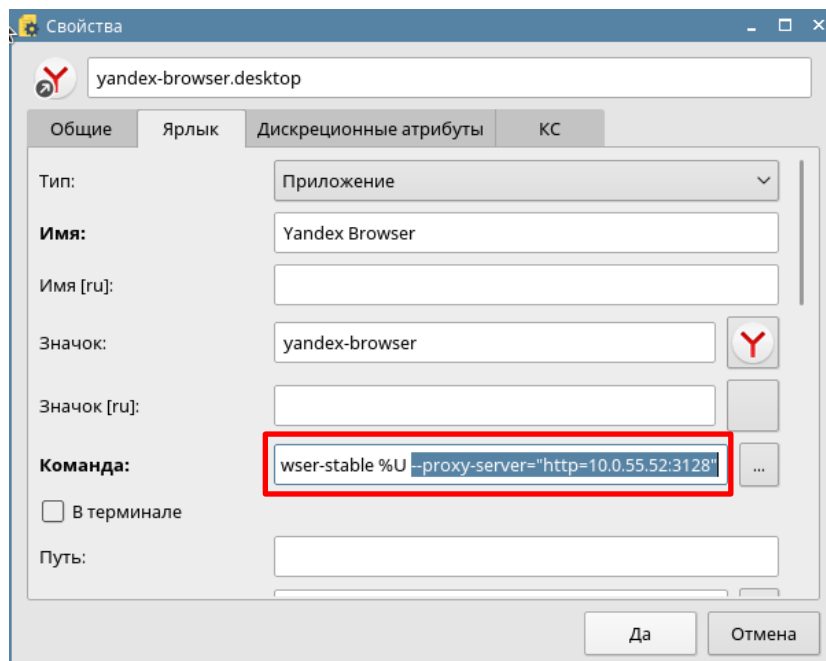 Свойства
yandex-browser.desktop
Общие Ярлык Дискреционные атрибуты КС
Тип: Приложение
Имя: Yandex Browser
Имя [ru]:
Значок: yandex-browser
Значок [ru]:
Команда: wser-stable %U --proxy-server="http=10.0.55.52:3128" ...
В терминале
Путь:
Да Отмена